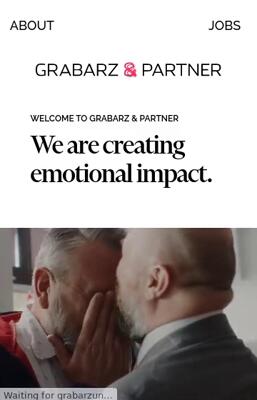 ABOUT
JOBS
GRABARZ & PARTNER
WELCOME TO GRABARZ & PARTNER
We are creating
emotional impact.
Waiting for grabarzun...